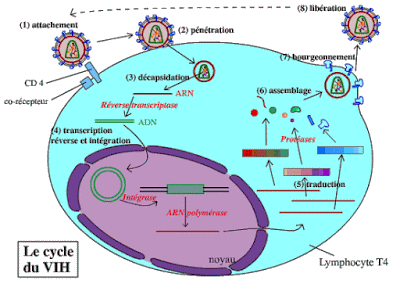 (8) libération
(1) attachement
(2) pénétration
(7) bourgeonnement
(3) décapsidation
CD 4
co-récepteur
ARN
(6) assemblage
Réverse transcriptase
ADN
(4) transcription
réverse et intégration
Protéases
(5) traduction
Intégrase
ARN polymérase
noyau
Le cycle
du VIH
Lymphocyte T4